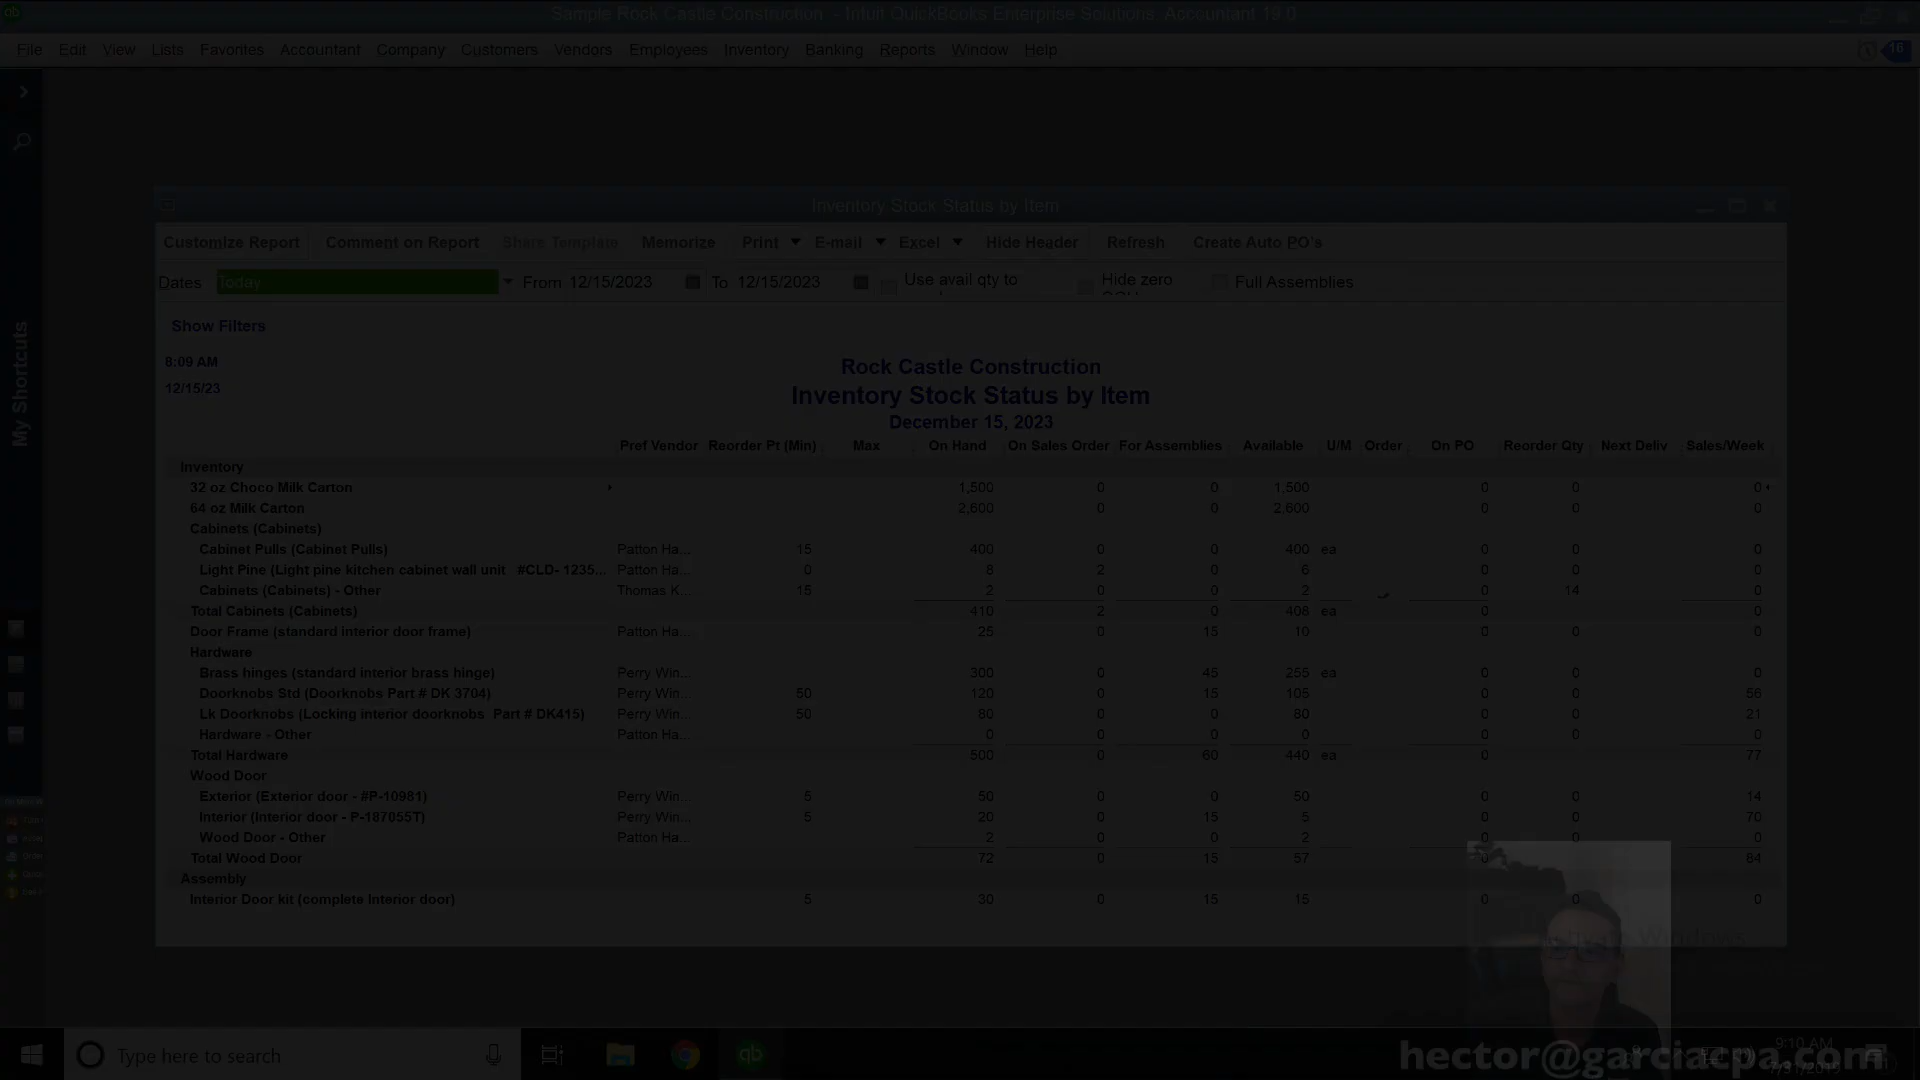 Sample Rock Castle Construction - Intuit QuickBooks Enterprise Solutions Accountant 19.0
File Edit View Lists Favorites Accountant Company Customers Vendors Employees Inventory Banking Reports Window Help
16
My Shortcuts
Inventory Stock Status by Item
Customize Report Comment on Report Share Template Memorize Print E-mail Excel Hide Header Refresh Create Auto PO's
Dates Today From 12/15/2023 To 12/15/2023 Use avail qty to Hide zero Full Assemblies
Show Filters
8:09 AM
12/15/23
Rock Castle Construction
Inventory Stock Status by Item
December 15, 2023
Pref Vendor Reorder Pt (Min) Max On Hand On Sales Order For Assemblies Available U/M Order On PO Reorder Qty Next Deliv Sales/Week
Inventory
32 oz Choco Milk Carton 1,500 0 0 1,500 0 0 0
64 oz Milk Carton 2,600 0 0 2,600 0 0 0
Cabinets (Cabinets)
Cabinet Pulls (Cabinet Pulls) Patton Ha... 15 400 0 0 400 ea 0 0 0
Light Pine (Light pine kitchen cabinet wall unit #CLD- 1235... Patton Ha... 0 8 2 0 6 0 0 0
Cabinets (Cabinets) - Other Thomas K... 15 2 0 0 2 0 14 0
Total Cabinets (Cabinets) 410 2 0 408 ea 0 0
Door Frame (standard interior door frame) Patton Ha... 25 0 15 10 0 0 0
Hardware
Brass hinges (standard interior brass hinge) Perry Win... 300 0 45 255 ea 0 0 0
Doorknobs Std (Doorknobs Part # DK 3704) Perry Win... 50 120 0 15 105 0 0 56
Lk Doorknobs (Locking interior doorknobs Part # DK415) Perry Win... 50 80 0 0 80 0 0 21
Hardware - Other Patton Ha... 0 0 0 0 0 0 0
Total Hardware 500 0 60 440 ea 0 77
Wood Door
Exterior (Exterior door - #P-10981) Perry Win... 5 50 0 0 50 0 0 14
Interior (Interior door - P-187055T) Perry Win... 5 20 0 15 5 0 0 70
Wood Door - Other Patton Ha... 2 0 0 2 0 0 0
Total Wood Door 72 0 15 57 0 84
Assembly
Interior Door kit (complete Interior door) 5 30 0 15 15 0 0 0
Windows
Type here to search
9:10 AM
hector@garciacpa.com